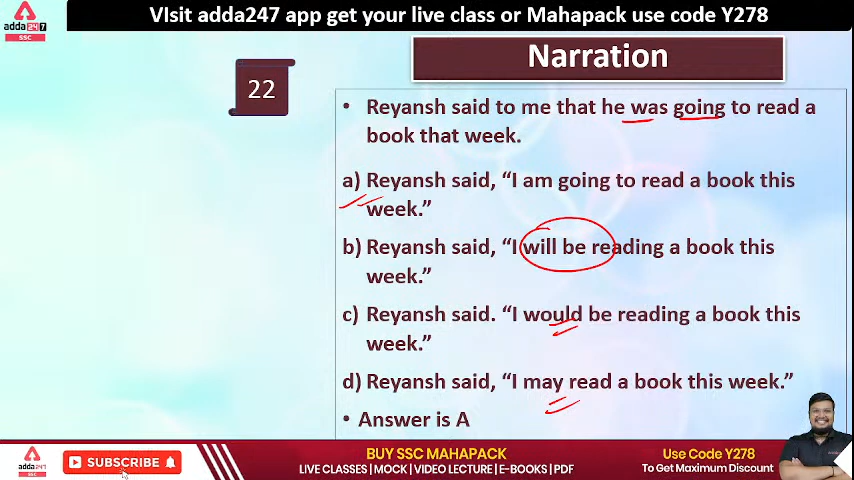 VIsit adda247 app get your live class or Mahapack use code Y278
adda247
SSC
Narration
22
• Reyansh said to me that he was going to read a
book that week.
a) Reyansh said, “I am going to read a book this
week.”
b) Reyansh said, “I will be reading a book this
week.”
c) Reyansh said. “I would be reading a book this
week.”
d) Reyansh said, “I may read a book this week.”
• Answer is A
adda247
SSC
SUBSCRIBE
BUY SSC MAHAPACK
LIVE CLASSES | MOCK | VIDEO LECTURE | E-BOOKS | PDF
Use Code Y278
To Get Maximum Discount